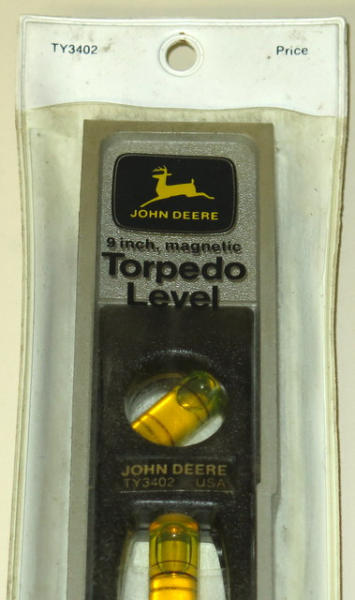 TY3402 Price
JOHN DEERE
9 inch, magnetic
Torpedo
Level
JOHN DEERE
TY3402 USA